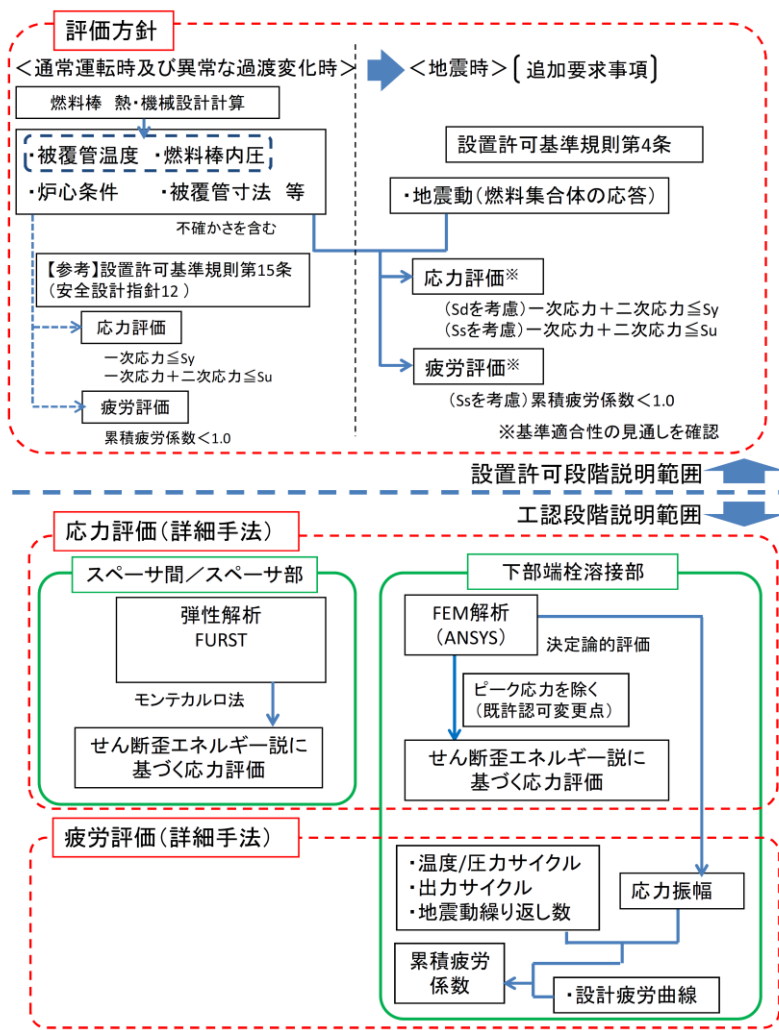 評価方針
＜通常運転時及び異常な過渡変化時＞
燃料棒 熱・機械設計計算
・被覆管温度 ・燃料棒内圧
・炉心条件 ・被覆管寸法 等
不確かさを含む
【参考】設置許可基準規則第15条
（安全設計指針12 ）
応力評価
一次応力≦Sy
一次応力＋二次応力≦Su
疲労評価
累積疲労係数＜1.0
＜地震時＞〔追加要求事項〕
設置許可基準規則第4条
・地震動（燃料集合体の応答）
応力評価※
（Sdを考慮）一次応力＋二次応力≦Sy
（Ssを考慮）一次応力＋二次応力≦Su
疲労評価※
（Ssを考慮）累積疲労係数＜1.0
※基準適合性の見通しを確認
設置許可段階説明範囲
工認段階説明範囲
応力評価（詳細手法）
スペーサ間／スペーサ部
弾性解析
FURST
モンテカルロ法
せん断歪エネルギー説に
基づく応力評価
下部端栓溶接部
FEM解析
（ANSYS）
決定論的評価
ピーク応力を除く
（既許認可変更点）
せん断歪エネルギー説に
基づく応力評価
疲労評価（詳細手法）
・温度/圧力サイクル
・出力サイクル
・地震動繰り返し数
応力振幅
累積疲労
係数
・設計疲労曲線